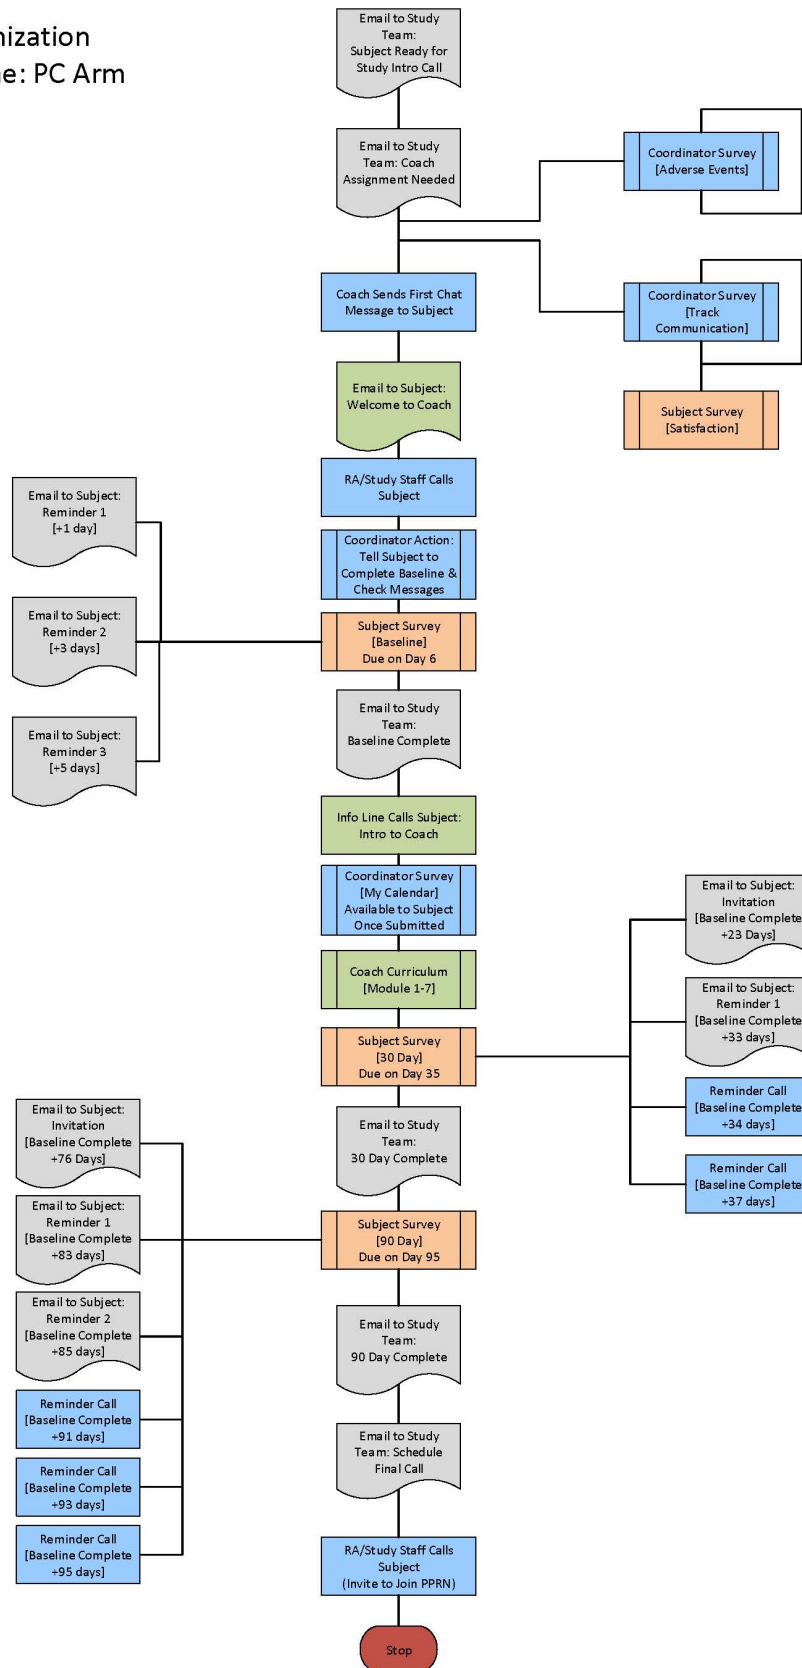 nization
ne: PC Arm
Email to Study
Team:
Subject Ready for
Study Intro Call
Email to Study
Team: Coach
Assignment Needed
Coordinator Survey
[Adverse Events]
Coach Sends First Chat
Message to Subject
Coordinator Survey
[Track
Communication]
Email to Subject:
Welcome to Coach
Subject Survey
[Satisfaction]
RA/Study Staff Calls
Subject
Email to Subject:
Reminder 1
[+1 day]
Coordinator Action:
Tell Subject to
Complete Baseline &
Check Messages
Email to Subject:
Reminder 2
[+3 days]
Subject Survey
[Baseline]
Due on Day 6
Email to Subject:
Reminder 3
[+5 days]
Email to Study
Team:
Baseline Complete
Info Line Calls Subject:
Intro to Coach
Coordinator Survey
[My Calendar]
Available to Subject
Once Submitted
Email to Subject:
Invitation
[Baseline Complete
+23 Days]
Coach Curriculum
[Module 1-7]
Email to Subject:
Reminder 1
[Baseline Complete
+33 days]
Subject Survey
[30 Day]
Due on Day 35
Reminder Call
[Baseline Complete
+34 days]
Reminder Call
[Baseline Complete
+37 days]
Email to Subject:
Invitation
[Baseline Complete
+76 Days]
Email to Study
Team:
30 Day Complete
Email to Subject:
Reminder 1
[Baseline Complete
+83 days]
Subject Survey
[90 Day]
Due on Day 95
Email to Subject:
Reminder 2
[Baseline Complete
+85 days]
Email to Study
Team:
90 Day Complete
Reminder Call
[Baseline Complete
+91 days]
Email to Study
Team: Schedule
Final Call
Reminder Call
[Baseline Complete
+93 days]
Reminder Call
[Baseline Complete
+95 days]
RA/Study Staff Calls
Subject
(Invite to Join PPRN)
Stop